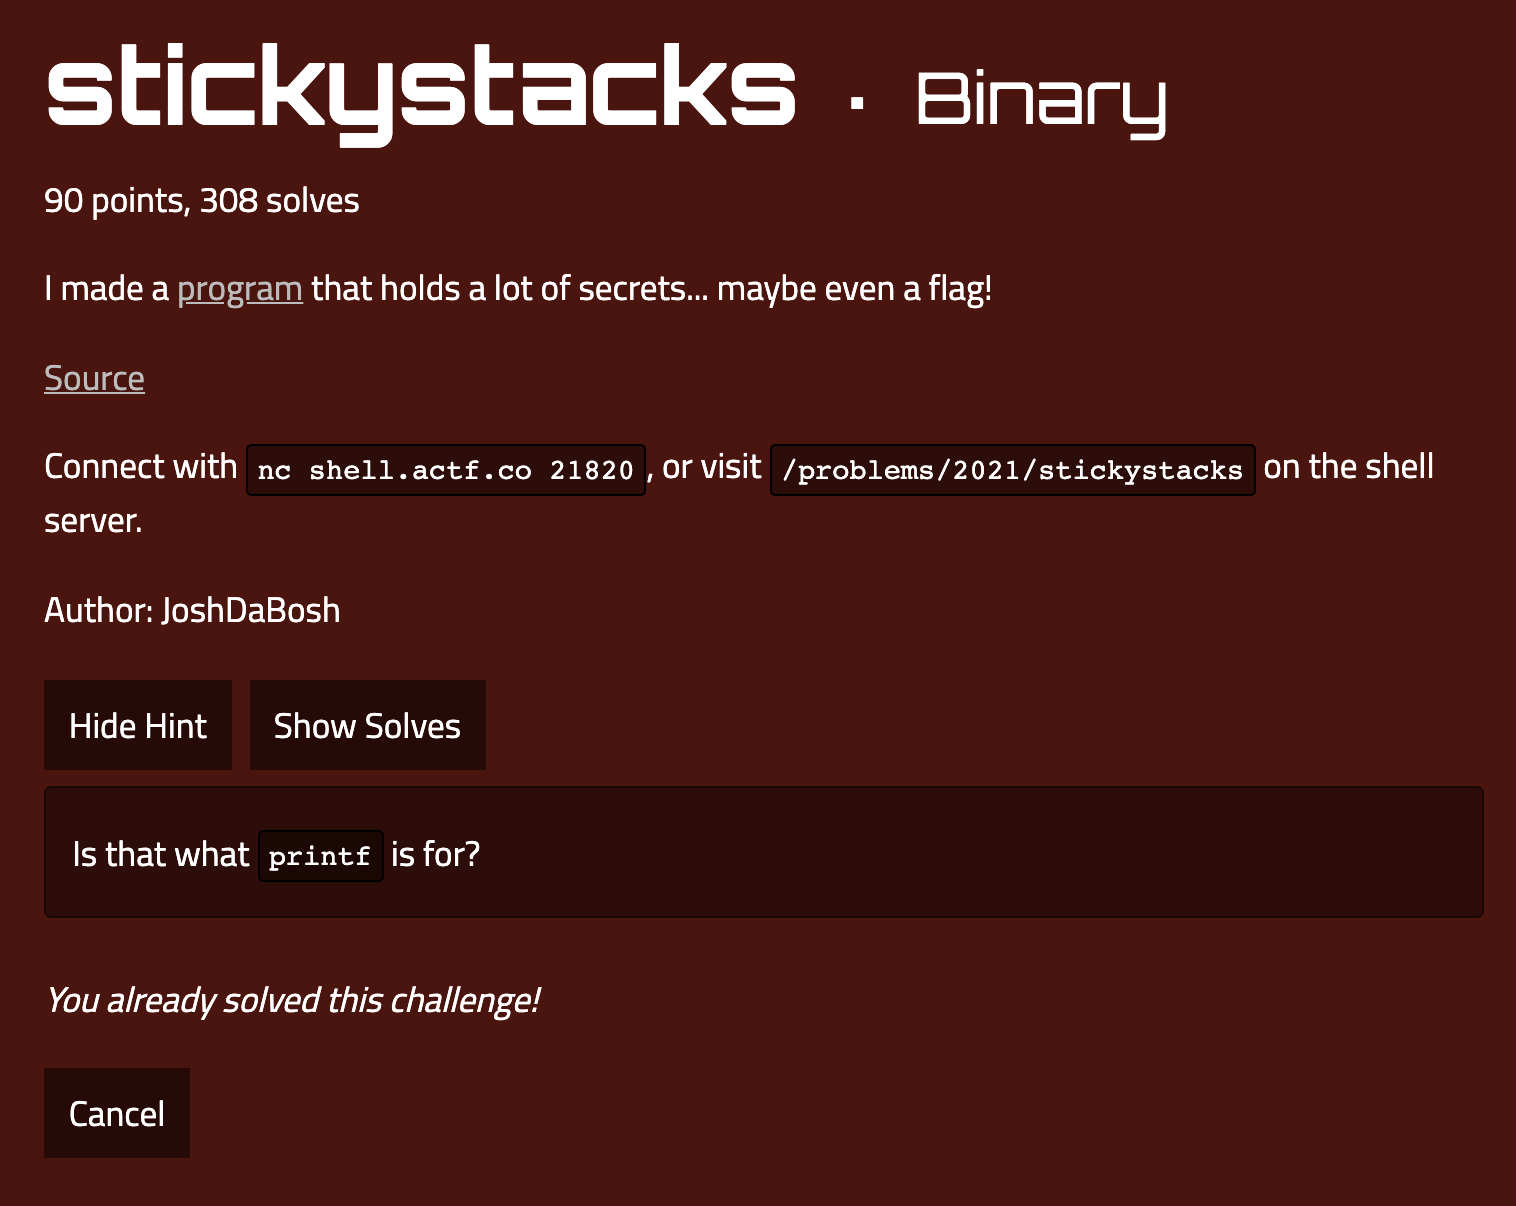 stickystacks · Binary
90 points, 308 solves
I made a program that holds a lot of secrets... maybe even a flag!
Source
Connect with nc shell.actf.co 21820, or visit /problems/2021/stickystacks on the shell
server.
Author: JoshDaBosh
Hide Hint Show Solves
Is that what printf is for?
You already solved this challenge!
Cancel